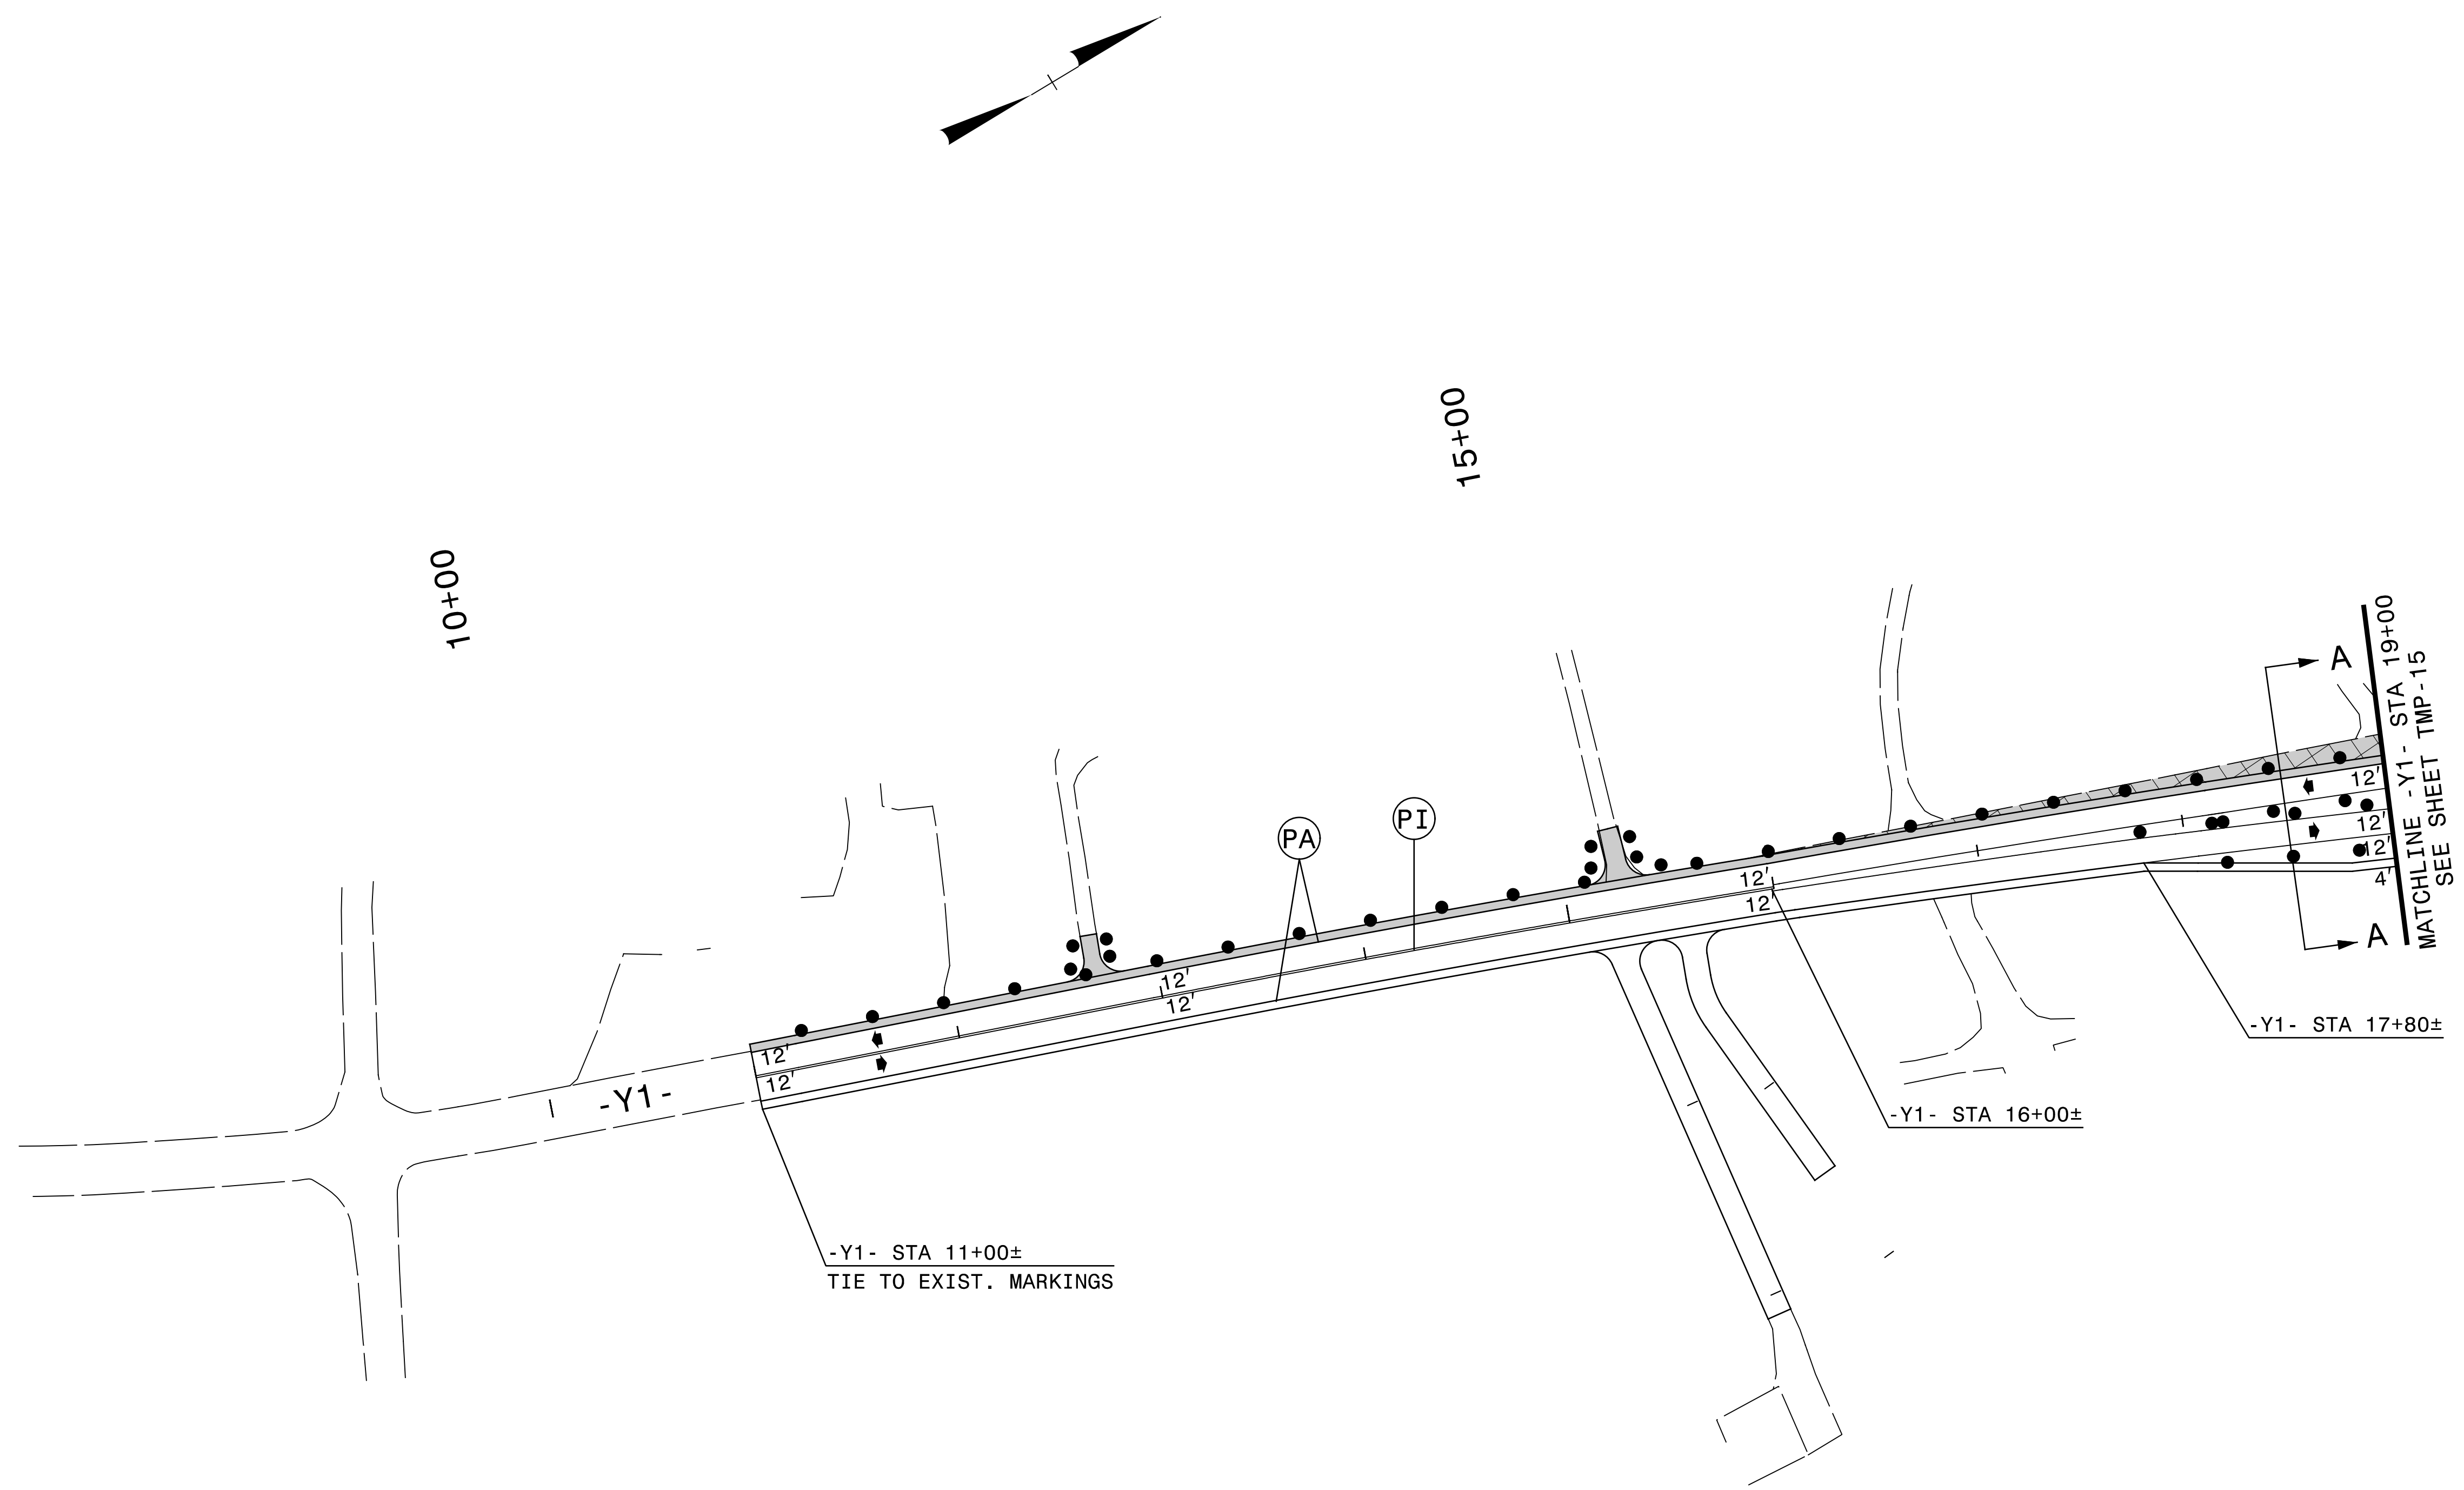 10+00
15+00
A
MATCHLINE -Y1- STA 19+00
SEE SHEET TMP-15
PA
PI
12'
12'
12'
4'
12'
12'
A
12'
12'
12'
12'
-Y1-
-Y1- STA 17+80±
-Y1- STA 16+00±
-Y1- STA 11+00±
TIE TO EXIST. MARKINGS